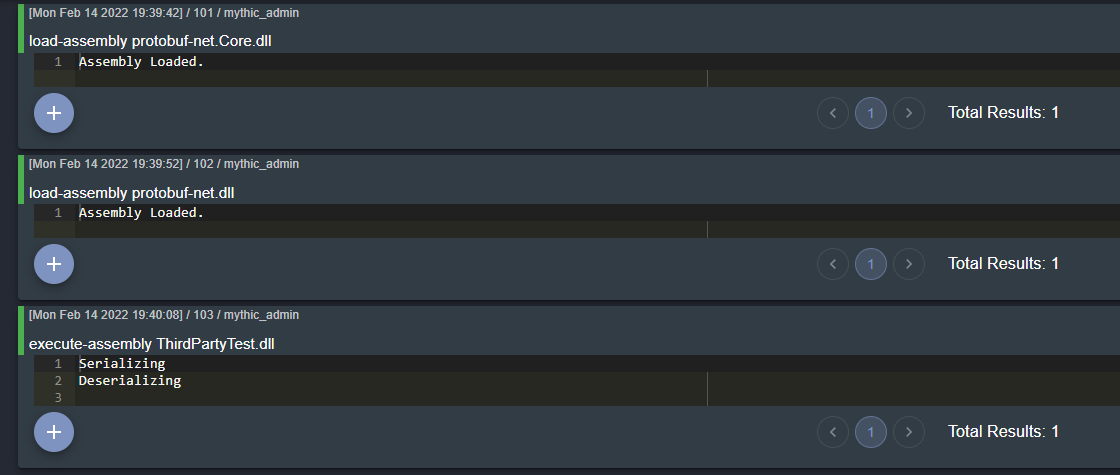 [Mon Feb 14 2022 19:39:42] / 101 / mythic_admin
load-assembly protobuf-net.Core.dll
1 Assembly Loaded.
1 Total Results: 1
[Mon Feb 14 2022 19:39:52] / 102 / mythic_admin
load-assembly protobuf-net.dll
1 Assembly Loaded.
1 Total Results: 1
[Mon Feb 14 2022 19:40:08] / 103 / mythic_admin
execute-assembly ThirdPartyTest.dll
1 Serializing
2 Deserializing
3
1 Total Results: 1